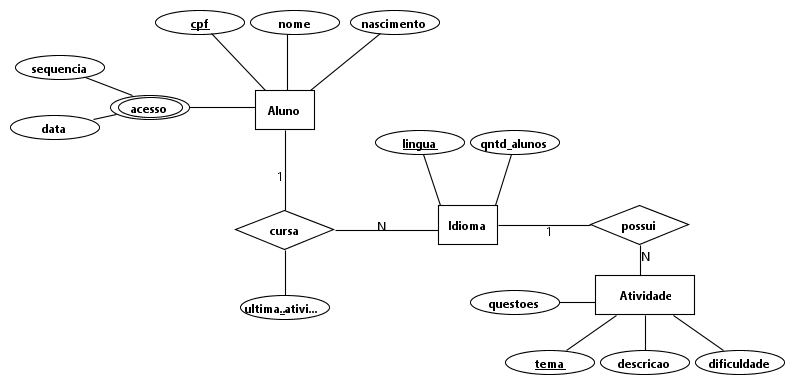 cpf
nome
nascimento
sequencia
acesso
data
Aluno
lingua
qntd_alunos
1
cursa
N
Idioma
1
possui
N
ultima_ativi...
questoes
Atividade
tema
descricao
dificuldade